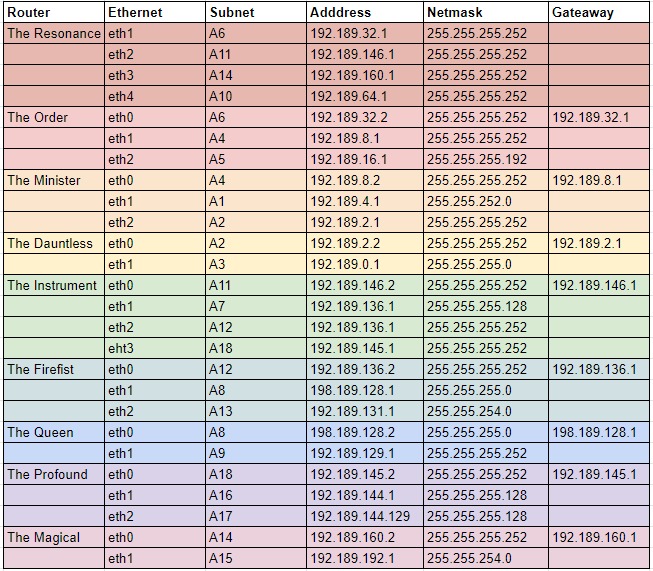 Router Ethernet Subnet Adddress Netmask Gateaway
The Resonance eth1 A6 192.189.32.1 255.255.255.252
eth2 A11 192.189.146.1 255.255.255.252
eth3 A14 192.189.160.1 255.255.255.252
eth4 A10 192.189.64.1 255.255.255.252
The Order eth0 A6 192.189.32.2 255.255.255.252 192.189.32.1
eth1 A4 192.189.8.1 255.255.255.252
eth2 A5 192.189.16.1 255.255.255.192
The Minister eth0 A4 192.189.8.2 255.255.255.252 192.189.8.1
eth1 A1 192.189.4.1 255.255.252.0
eth2 A2 192.189.2.1 255.255.255.252
The Dauntless eth0 A2 192.189.2.2 255.255.255.252 192.189.2.1
eth1 A3 192.189.0.1 255.255.255.0
The Instrument eth0 A11 192.189.146.2 255.255.255.252 192.189.146.1
eth1 A7 192.189.136.1 255.255.255.128
eth2 A12 192.189.136.1 255.255.255.252
eht3 A18 192.189.145.1 255.255.255.252
The Firefist eth0 A12 192.189.136.2 255.255.255.252 192.189.136.1
eth1 A8 198.189.128.1 255.255.255.0
eth2 A13 192.189.131.1 255.255.254.0
The Queen eth0 A8 198.189.128.2 255.255.255.0 198.189.128.1
eth1 A9 192.189.129.1 255.255.255.252
The Profound eth0 A18 192.189.145.2 255.255.255.252 192.189.145.1
eth1 A16 192.189.144.1 255.255.255.128
eth2 A17 192.189.144.129 255.255.255.128
The Magical eth0 A14 192.189.160.2 255.255.255.252 192.189.160.1
eth1 A15 192.189.192.1 255.255.254.0